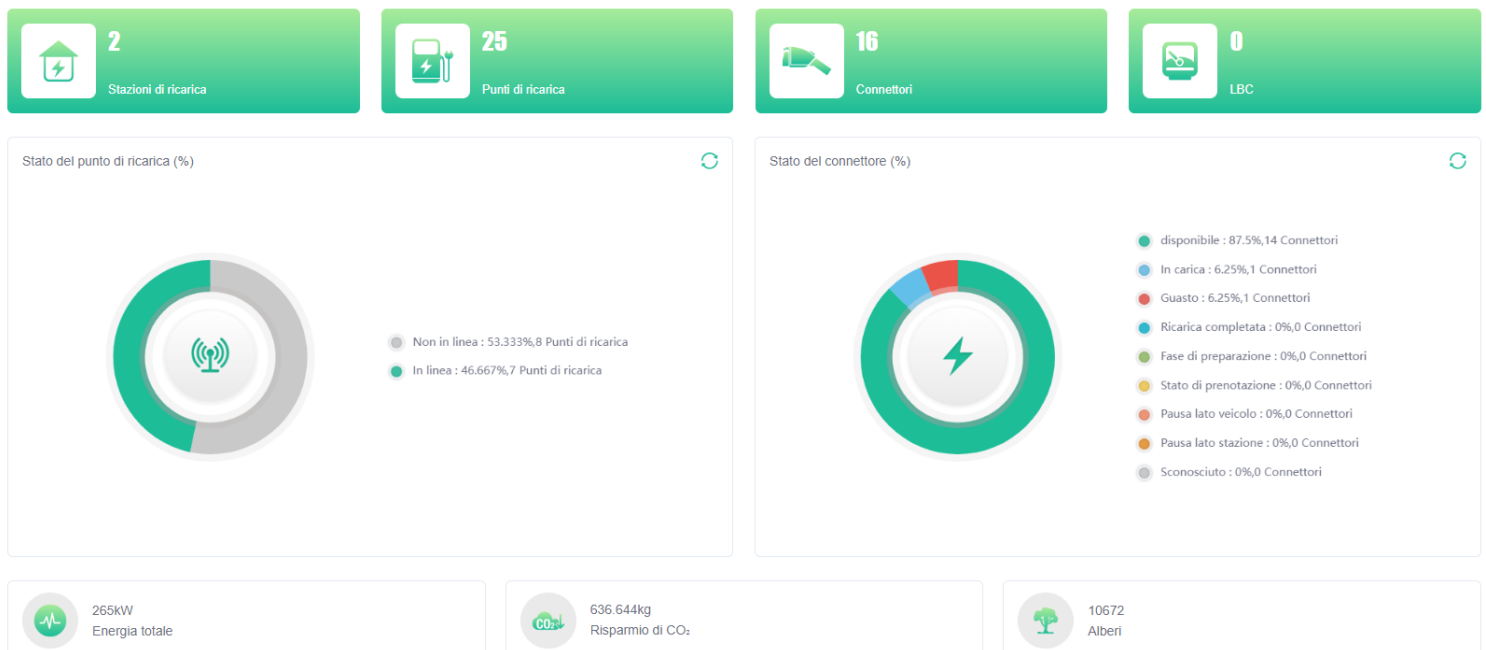 2
Stazioni di ricarica
25
Punti di ricarica
16
Connettori
0
LBC
Stato del punto di ricarica (%)
Non in linea : 53.333%,8 Punti di ricarica
In linea : 46.667%,7 Punti di ricarica
Stato del connettore (%)
disponibile : 87.5%,14 Connettori
In carica : 6.25%,1 Connettori
Guasto : 6.25%,1 Connettori
Ricarica completata : 0%,0 Connettori
Fase di preparazione : 0%,0 Connettori
Stato di prenotazione : 0%,0 Connettori
Pausa lato veicolo : 0%,0 Connettori
Pausa lato stazione : 0%,0 Connettori
Sconosciuto : 0%,0 Connettori
265kW
Energia totale
CO₂
636.644kg
Risparmio di CO₂
10672
Alberi